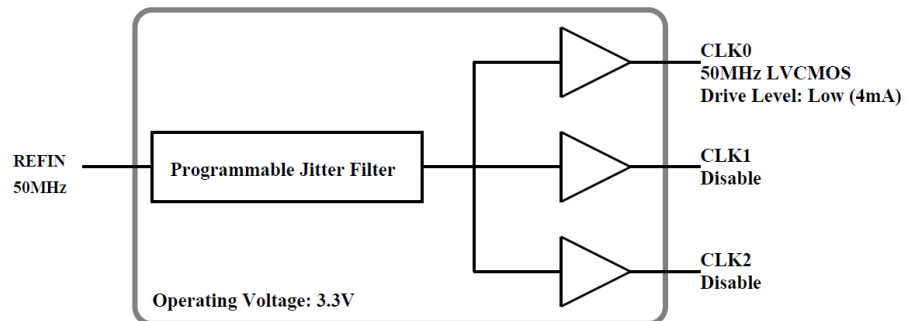 CLK0
50MHz LVCMOS
Drive Level: Low (4mA)
REFIN
50MHz
Programmable Jitter Filter
CLK1
Disable
CLK2
Disable
Operating Voltage: 3.3V